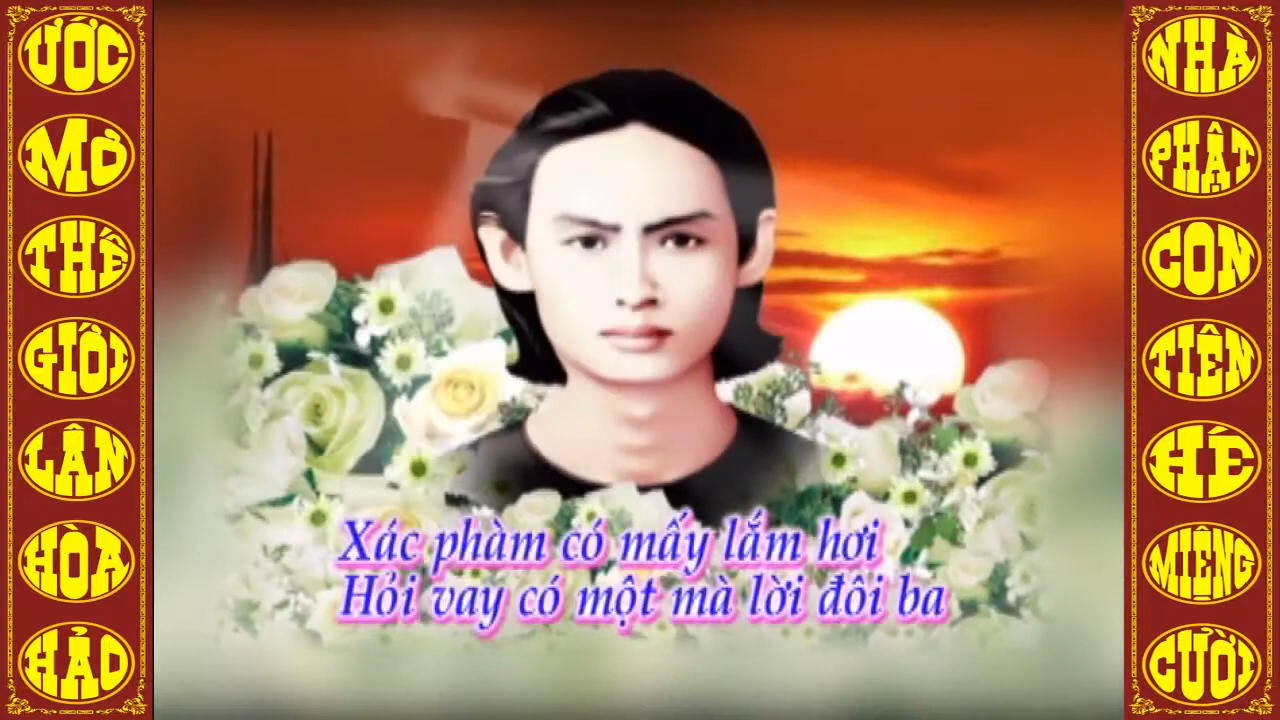 ƯỚC
MỎ
THẾ
GIỚI
LÂN
HÒA
HẢO
Xác phàm có mấy lắm hơi
Hỏi vay có một mà lời đôi ba
NHÀ
PHẬT
CON
TIÊN
HÉ
MIỆNG
CƯỜI